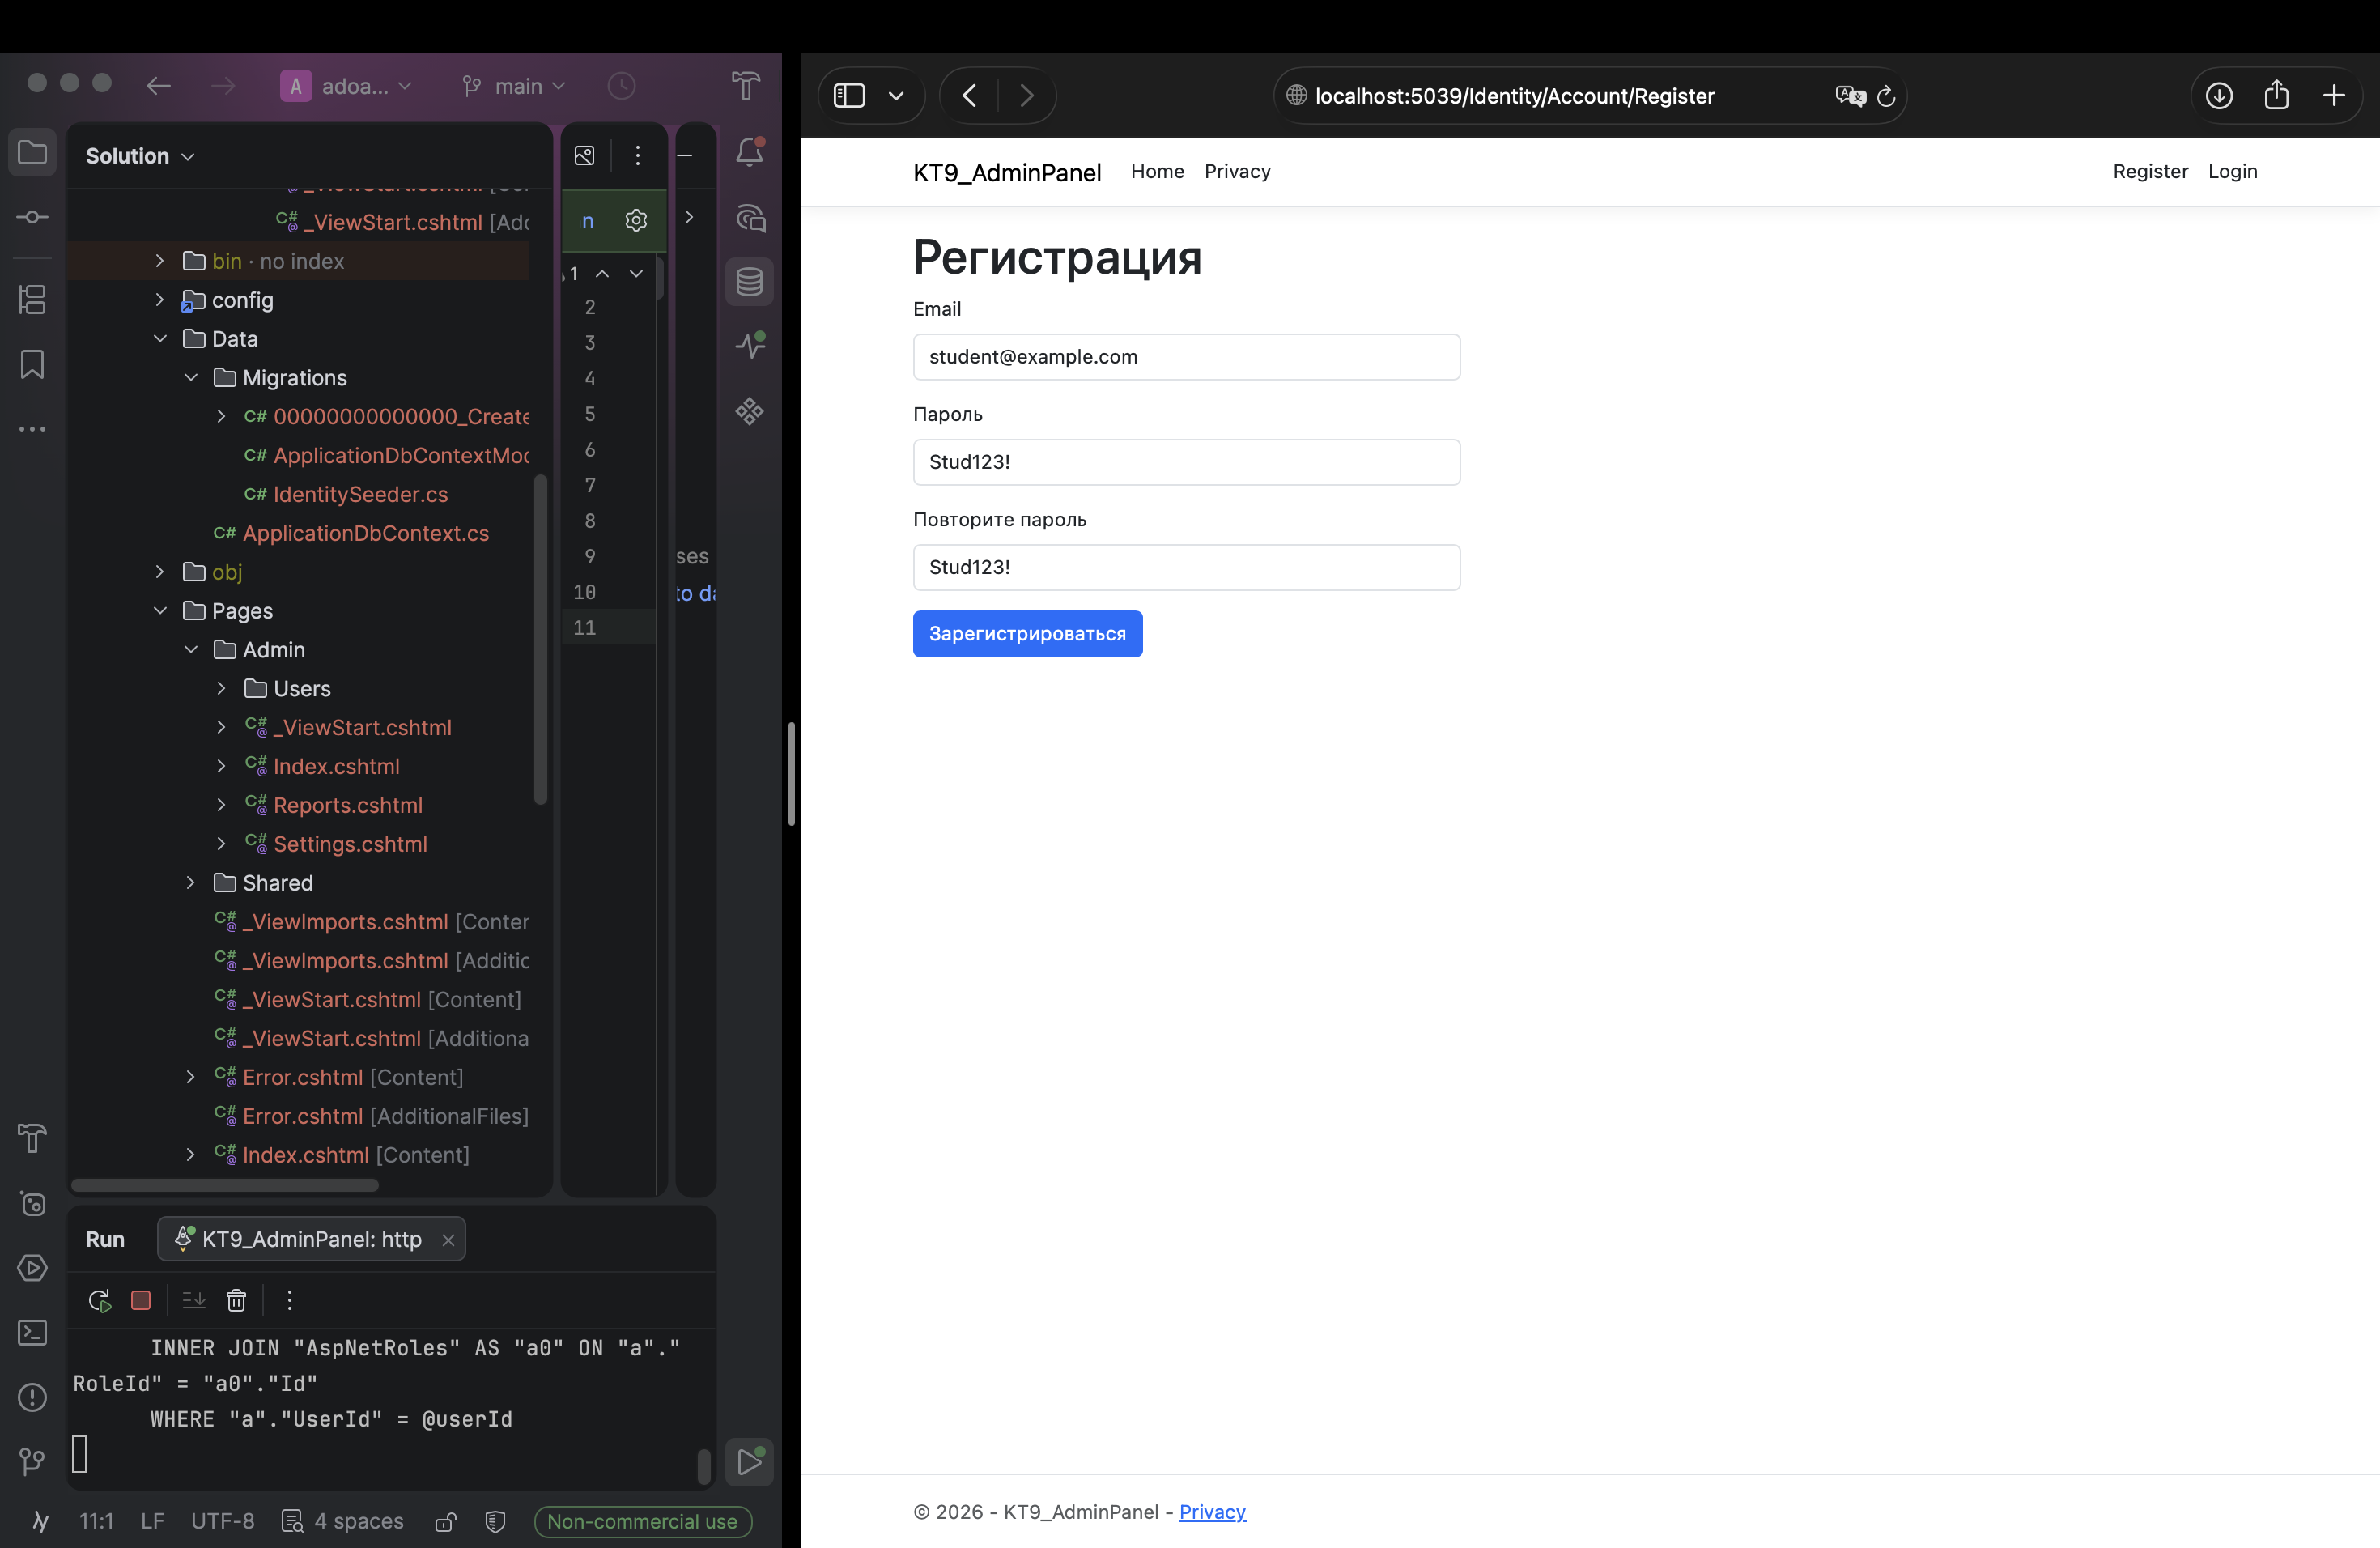 A adoa... main
Solution
_ViewStart.cshtml [Adc
bin · no index
config
Data
Migrations
C# 00000000000000_Create
C# ApplicationDbContextMod
C# IdentitySeeder.cs
C# ApplicationDbContext.cs
obj
Pages
Admin
Users
C#@ _ViewStart.cshtml
C#@ Index.cshtml
C#@ Reports.cshtml
C#@ Settings.cshtml
Shared
C#@ _ViewImports.cshtml [Conter
C#@ _ViewImports.cshtml [Additic
C#@ _ViewStart.cshtml [Content]
C#@ _ViewStart.cshtml [Additiona
C#@ Error.cshtml [Content]
C#@ Error.cshtml [AdditionalFiles]
C#@ Index.cshtml [Content]
1
2
3
4
5
6
7
8
9
10
11
ses
to da
Run KT9_AdminPanel: http
INNER JOIN "AspNetRoles" AS "a0" ON "a"."
RoleId" = "a0"."Id"
WHERE "a"."UserId" = @userId
11:1 LF UTF-8 4 spaces Non-commercial use
localhost:5039/Identity/Account/Register
KT9_AdminPanel Home Privacy Register Login
Регистрация
Email
student@example.com
Пароль
Stud123!
Повторите пароль
Stud123!
Зарегистрироваться
© 2026 - KT9_AdminPanel - Privacy